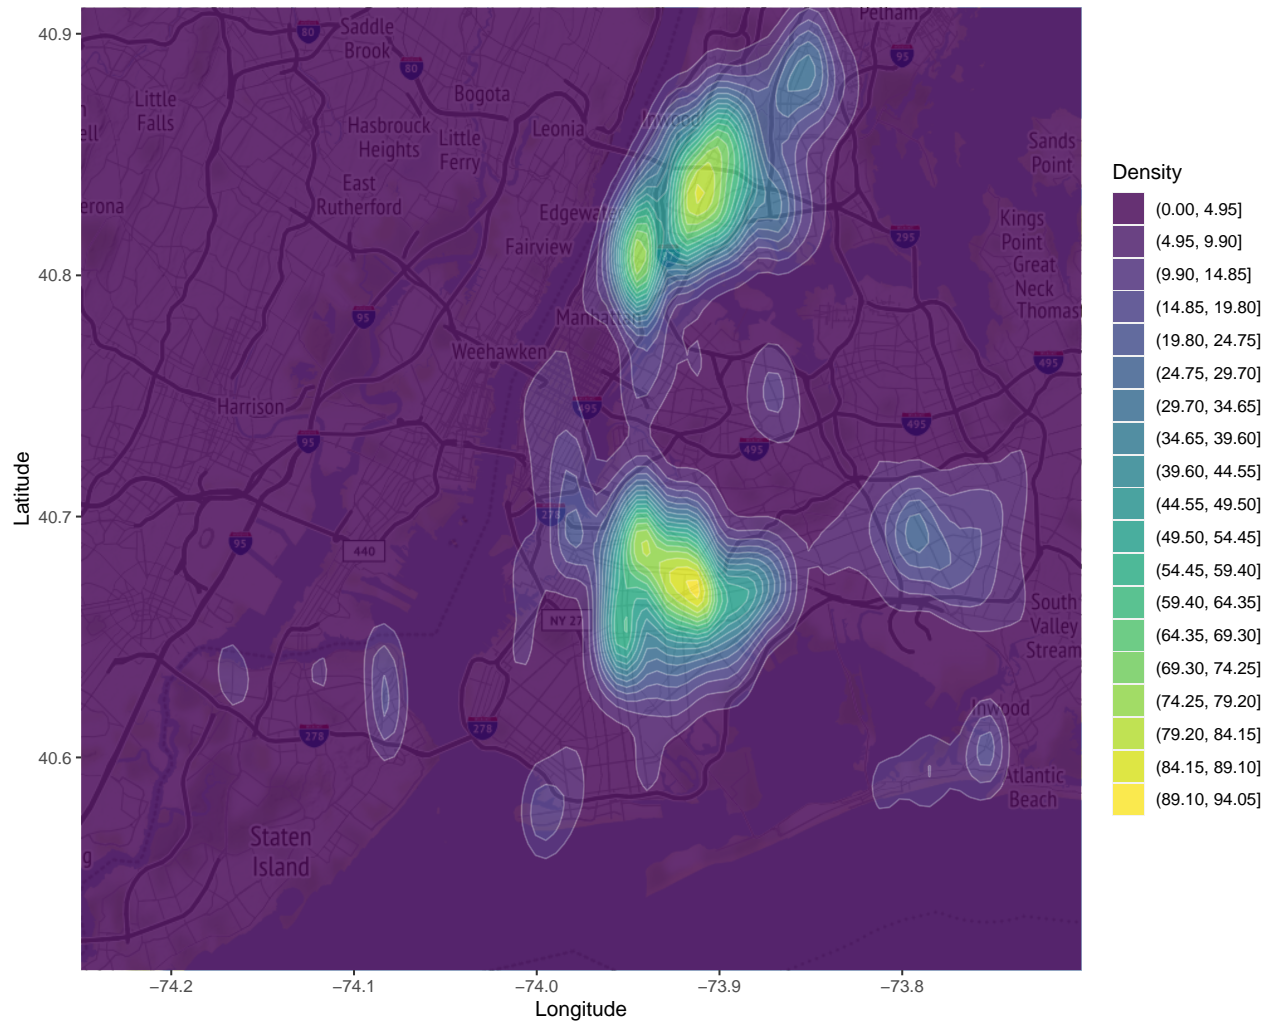 Pelham
40.9
80
Saddle
Brook
95
80
Little
Falls
Bogota
ell
Hasbrouck
Heights
Little
Ferry
Leonia
Inwood
Sands
Point
Density
East
Rutherford
erona
Edgewater
Fairview
295
Kings
Point
Great
Neck
Thomast
40.8
95
Manhattan
Weehawken
495
Harrison
495
495
95
495
Latitude
40.7
278
95
440
NY 27
South
Valley
Stream
Inwood
278
278
40.6
Atlantic
Beach
Staten
Island
g
−74.2
−74.1
−74.0
−73.9
−73.8
Longitude
(0.00, 4.95]
(4.95, 9.90]
(9.90, 14.85]
(14.85, 19.80]
(19.80, 24.75]
(24.75, 29.70]
(29.70, 34.65]
(34.65, 39.60]
(39.60, 44.55]
(44.55, 49.50]
(49.50, 54.45]
(54.45, 59.40]
(59.40, 64.35]
(64.35, 69.30]
(69.30, 74.25]
(74.25, 79.20]
(79.20, 84.15]
(84.15, 89.10]
(89.10, 94.05]